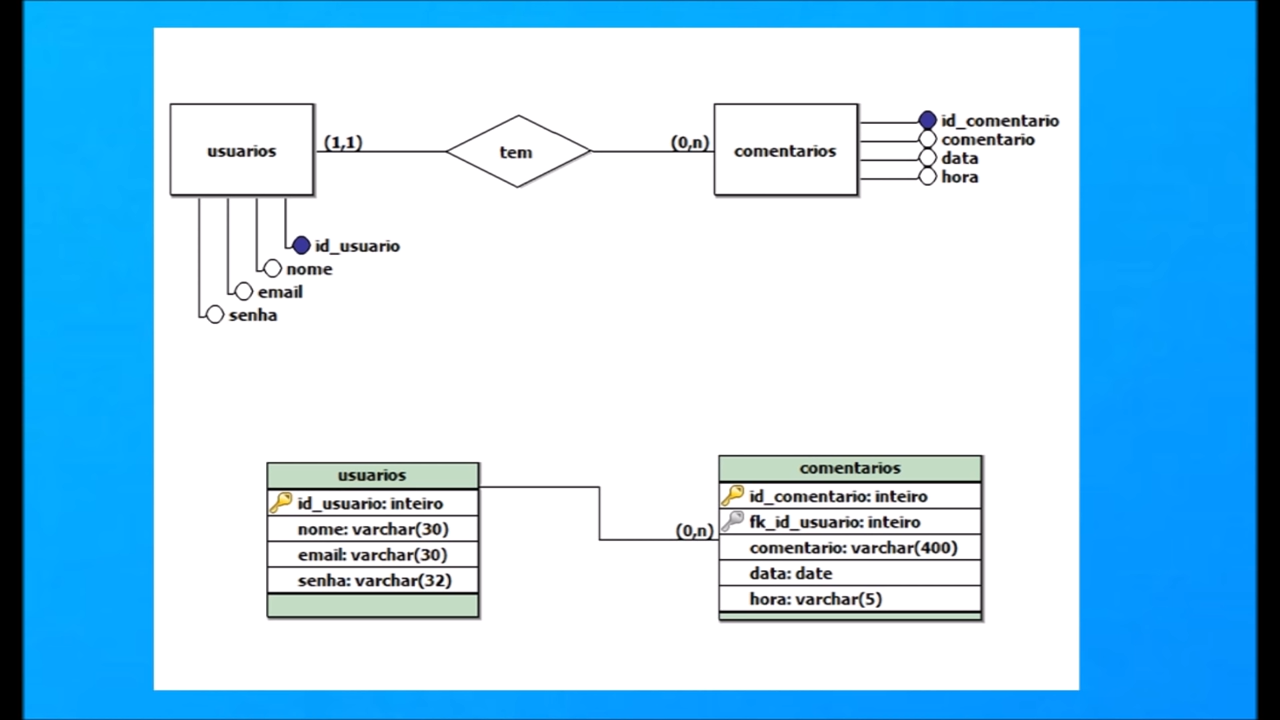 usuarios
(1,1)
tem
(0,n)
comentarios
id_comentario
comentario
data
hora
id_usuario
nome
email
senha
usuarios
id_usuario: inteiro
nome: varchar(30)
email: varchar(30)
senha: varchar(32)
(0,n)
comentarios
id_comentario: inteiro
fk_id_usuario: inteiro
comentario: varchar(400)
data: date
hora: varchar(5)